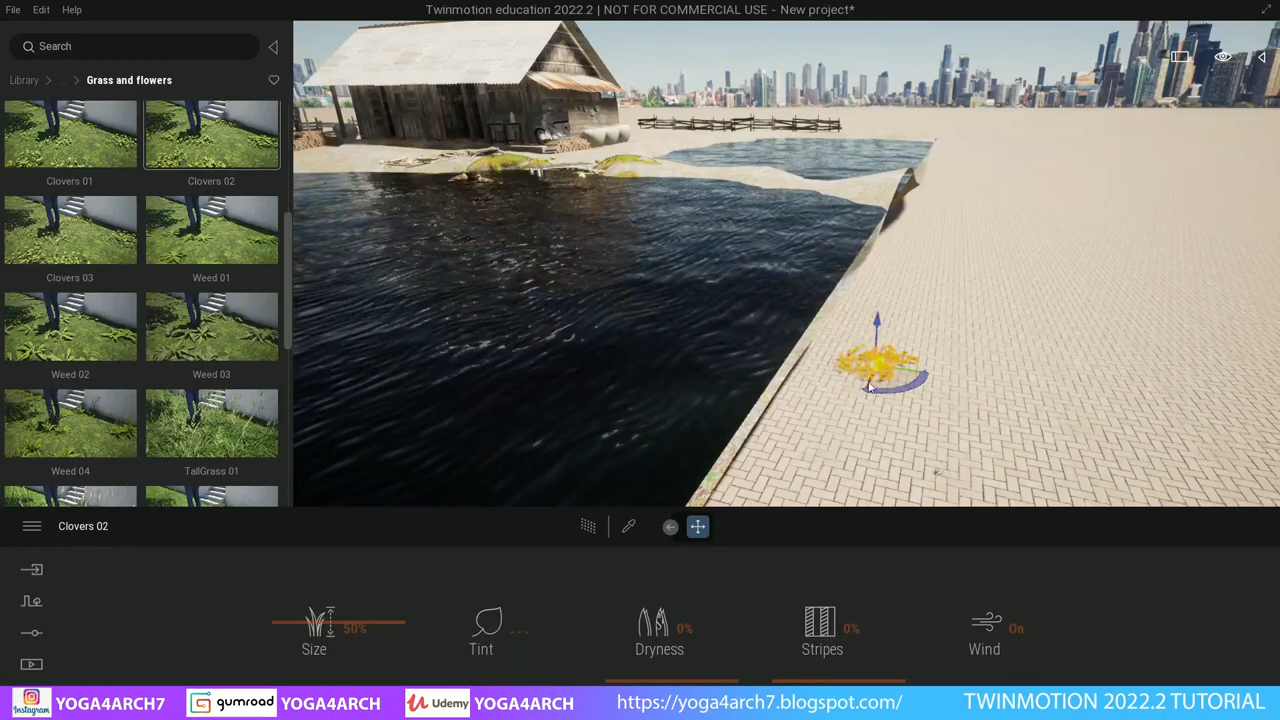 File Edit Help
Twinmotion education 2022.2 | NOT FOR COMMERCIAL USE - New project*
Search
Library > ... > Grass and flowers
Clovers 01
Clovers 02
Clovers 03
Weed 01
Weed 02
Weed 03
Weed 04
TallGrass 01
Clovers 02
50%
...
0%
0%
On
Size
Tint
Dryness
Stripes
Wind
Instagram YOGA4ARCH7 gumroad YOGA4ARCH Udemy YOGA4ARCH https://yoga4arch7.blogspot.com/ TWINMOTION 2022.2 TUTORIAL